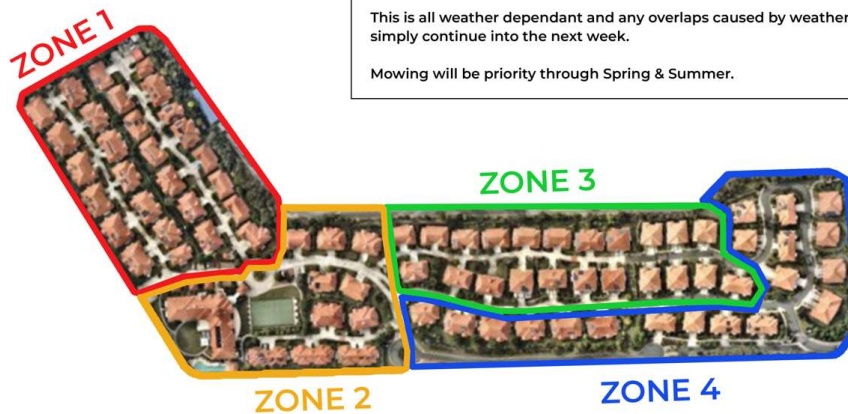 This is all weather dependant and any overlaps caused by weather
simply continue into the next week.
Mowing will be priority through Spring & Summer.
ZONE 1
ZONE 3
ZONE 2
ZONE 4